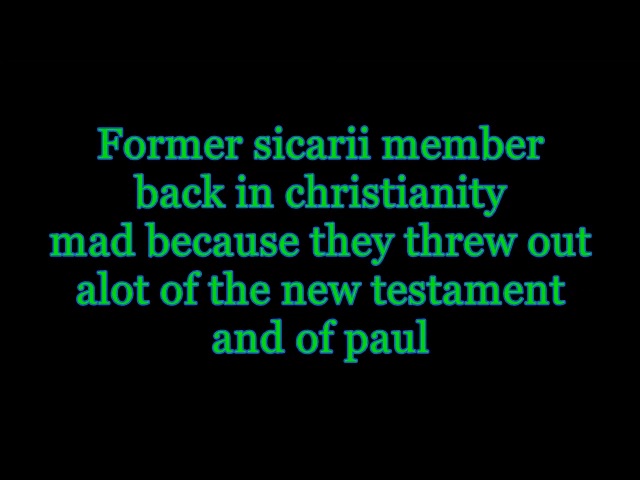 Former sicarii member
back in christianity
mad because they threw out
alot of the new testament
and of paul